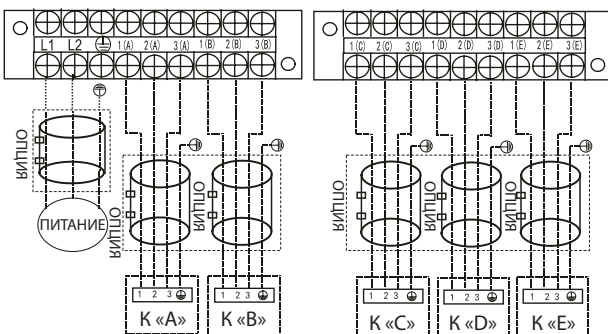 L1 L2 1(A) 2(A) 3(A) 1(B) 2(B) 3(B)
ОПЦИЯ
ПИТАНИЕ
ОПЦИЯ
ОПЦИЯ
1 2 3
К «A»
1 2 3
К «B»
1(C) 2(C) 3(C) 1(D) 2(D) 3(D) 1(E) 2(E) 3(E)
ОПЦИЯ
ОПЦИЯ
ОПЦИЯ
1 2 3
К «C»
1 2 3
К «D»
1 2 3
К «E»